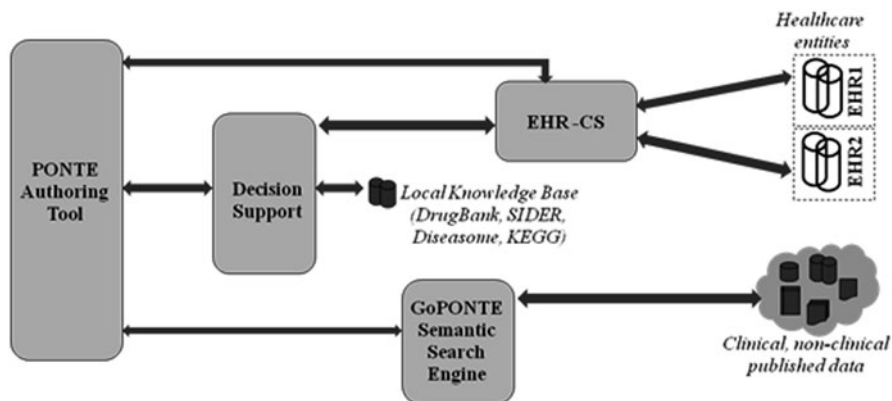 Healthcare
entities
EHR1
EHR2
EHR-CS
PONTE
Authoring
Tool
Decision
Support
Local Knowledge Base
(DrugBank, SIDER,
Diseasome, KEGG)
GoPONTE
Semantic
Search
Engine
Clinical, non-clinical
published data